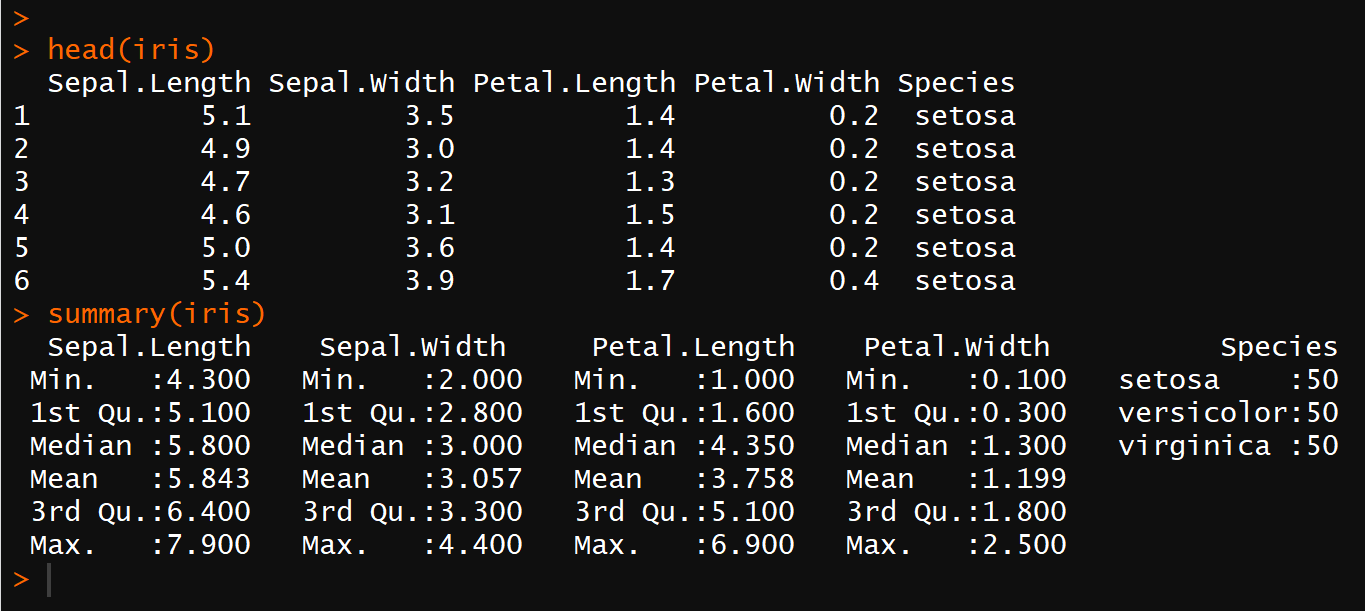 >
> head(iris)
  Sepal.Length Sepal.Width Petal.Length Petal.Width Species
1          5.1         3.5          1.4         0.2  setosa
2          4.9         3.0          1.4         0.2  setosa
3          4.7         3.2          1.3         0.2  setosa
4          4.6         3.1          1.5         0.2  setosa
5          5.0         3.6          1.4         0.2  setosa
6          5.4         3.9          1.7         0.4  setosa
> summary(iris)
  Sepal.Length    Sepal.Width     Petal.Length    Petal.Width          Species
 Min.   :4.300   Min.   :2.000   Min.   :1.000   Min.   :0.100   setosa    :50
 1st Qu.:5.100   1st Qu.:2.800   1st Qu.:1.600   1st Qu.:0.300   versicolor:50
 Median :5.800   Median :3.000   Median :4.350   Median :1.300   virginica :50
 Mean   :5.843   Mean   :3.057   Mean   :3.758   Mean   :1.199
 3rd Qu.:6.400   3rd Qu.:3.300   3rd Qu.:5.100   3rd Qu.:1.800
 Max.   :7.900   Max.   :4.400   Max.   :6.900   Max.   :2.500
>